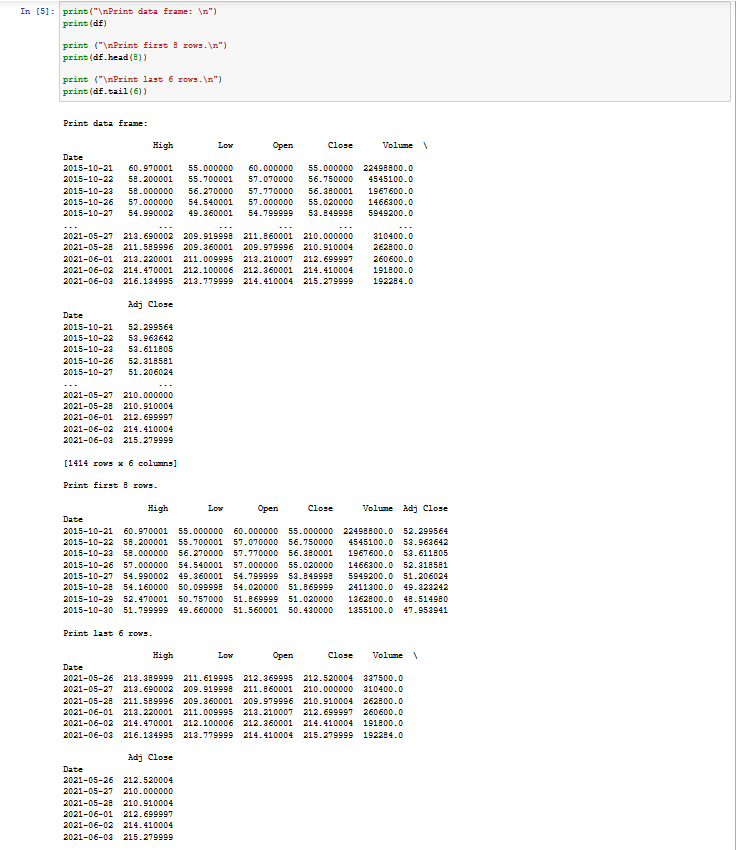 In [5]: print("\nPrint data frame: \n")
print(df)
print ("\nPrint first 8 rows.\n")
print(df.head(8))
print ("\nPrint last 6 rows.\n")
print(df.tail(6))
Print data frame:
High Low Open Close Volume \
Date
2015-10-21 60.970001 55.000000 60.000000 55.000000 22498800.0
2015-10-22 58.200001 55.700001 57.070000 56.750000 4545100.0
2015-10-23 58.000000 56.270000 57.770000 56.380001 1967600.0
2015-10-26 57.000000 54.540001 57.000000 55.020000 1466300.0
2015-10-27 54.990002 49.360001 54.799999 53.849998 5949200.0
... ... ... ... ... ...
2021-05-27 213.690002 209.919998 211.860001 210.000000 310400.0
2021-05-28 211.589996 209.360001 209.979996 210.910004 262800.0
2021-06-01 213.220001 211.009995 213.210007 212.699997 260600.0
2021-06-02 214.470001 212.100006 212.360001 214.410004 191800.0
2021-06-03 216.134995 213.779999 214.410004 215.279999 192284.0
Adj Close
Date
2015-10-21 52.299564
2015-10-22 53.963642
2015-10-23 53.611805
2015-10-26 52.318581
2015-10-27 51.206024
... ...
2021-05-27 210.000000
2021-05-28 210.910004
2021-06-01 212.699997
2021-06-02 214.410004
2021-06-03 215.279999
[1414 rows x 6 columns]
Print first 8 rows.
High Low Open Close Volume Adj Close
Date
2015-10-21 60.970001 55.000000 60.000000 55.000000 22498800.0 52.299564
2015-10-22 58.200001 55.700001 57.070000 56.750000 4545100.0 53.963642
2015-10-23 58.000000 56.270000 57.770000 56.380001 1967600.0 53.611805
2015-10-26 57.000000 54.540001 57.000000 55.020000 1466300.0 52.318581
2015-10-27 54.990002 49.360001 54.799999 53.849998 5949200.0 51.206024
2015-10-28 54.160000 50.099998 54.020000 51.869999 2411300.0 49.323242
2015-10-29 52.470001 50.757000 51.869999 51.020000 1362800.0 48.514980
2015-10-30 51.799999 49.660000 51.560001 50.430000 1355100.0 47.953941
Print last 6 rows.
High Low Open Close Volume \
Date
2021-05-26 213.389999 211.619995 212.369995 212.520004 337500.0
2021-05-27 213.690002 209.919998 211.860001 210.000000 310400.0
2021-05-28 211.589996 209.360001 209.979996 210.910004 262800.0
2021-06-01 213.220001 211.009995 213.210007 212.699997 260600.0
2021-06-02 214.470001 212.100006 212.360001 214.410004 191800.0
2021-06-03 216.134995 213.779999 214.410004 215.279999 192284.0
Adj Close
Date
2021-05-26 212.520004
2021-05-27 210.000000
2021-05-28 210.910004
2021-06-01 212.699997
2021-06-02 214.410004
2021-06-03 215.279999